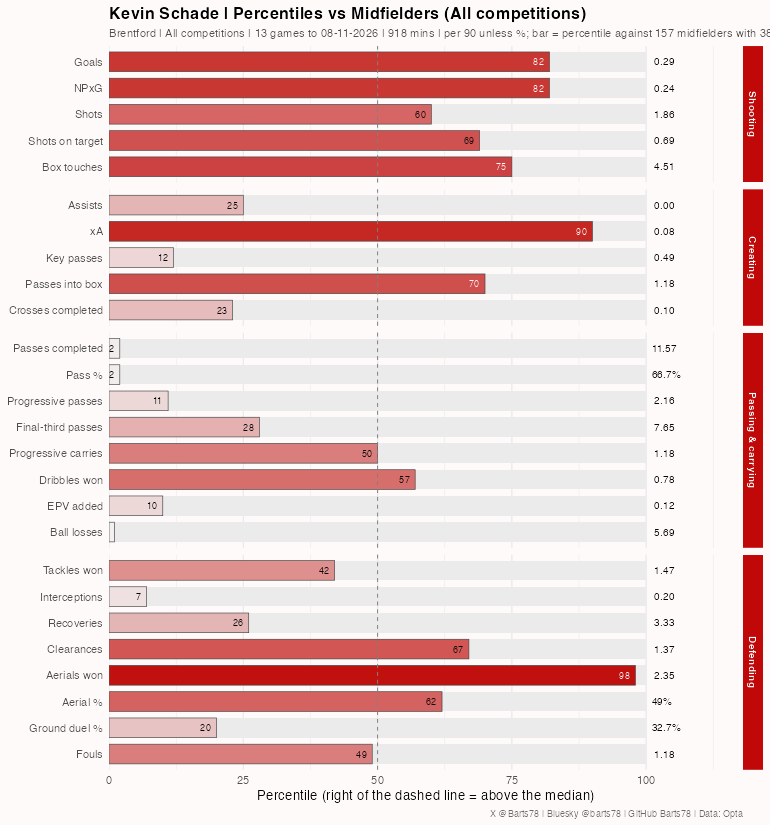 Kevin Schade | Percentiles vs Midfielders (All competitions)
Brentford | All competitions | 13 games to 08-11-2026 | 918 mins | per 90 unless %; bar = percentile against 157 midfielders with 38
Goals 82 0.29
NPxG 82 0.24
Shots 60 1.86
Shots on target 69 0.69
Box touches 75 4.51
Shooting
Assists 25 0.00
xA 90 0.08
Key passes 12 0.49
Passes into box 70 1.18
Crosses completed 23 0.10
Creating
Passes completed 2 11.57
Pass % 2 66.7%
Progressive passes 11 2.16
Final-third passes 28 7.65
Progressive carries 50 1.18
Dribbles won 57 0.78
EPV added 10 0.12
Ball losses 5.69
Passing & carrying
Tackles won 42 1.47
Interceptions 7 0.20
Recoveries 26 3.33
Clearances 67 1.37
Aerials won 98 2.35
Aerial % 62 49%
Ground duel % 20 32.7%
Fouls 49 1.18
Defending
0 25 50 75 100
Percentile (right of the dashed line = above the median)
X @Barts78 | Bluesky @barts78 | GitHub Barts78 | Data: Opta